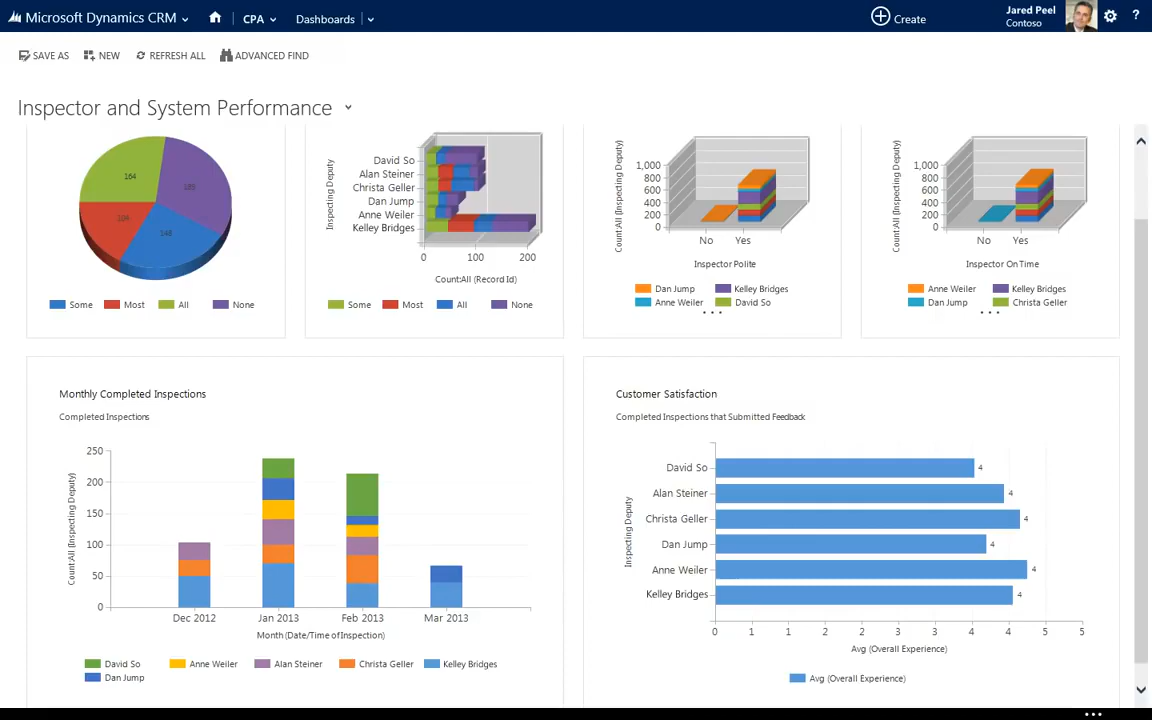 Microsoft Dynamics CRM
CPA
Dashboards
Create
Jared Peel
Contoso
?
SAVE AS
NEW
REFRESH ALL
ADVANCED FIND
Inspector and System Performance
164
148
Some Most All None
Inspecting Deputy)
David So
Alan Steiner
Christa Geller
Dan Jump
Anne Weiler
Kelley Bridges
0 100 200
Count:All (Record Id)
Some Most All None
Count:All (Inspecting Deputy)
1,000
800
600
400
200
0
No Yes
Inspector Polite
Dan Jump Kelley Bridges
Anne Weiler David So
Count:All (Inspecting Deputy)
1,000
800
600
400
200
0
No Yes
Inspector On Time
Anne Weiler Kelley Bridges
Dan Jump Christa Geller
Monthly Completed Inspections
Completed Inspections
Count:All (Inspecting Deputy)
250
200
150
100
50
0
Dec 2012 Jan 2013 Feb 2013 Mar 2013
Month (Date/Time of Inspection)
David So Anne Weiler Alan Steiner Christa Geller Kelley Bridges
Dan Jump
Customer Satisfaction
Completed Inspections that Submitted Feedback
Inspecting Deputy)
David So 4
Alan Steiner 4
Christa Geller 4
Dan Jump 4
Anne Weiler 4
Kelley Bridges 4
0 1 1 2 2 3 3 4 4 5 5
Avg (Overall Experience)
Avg (Overall Experience)